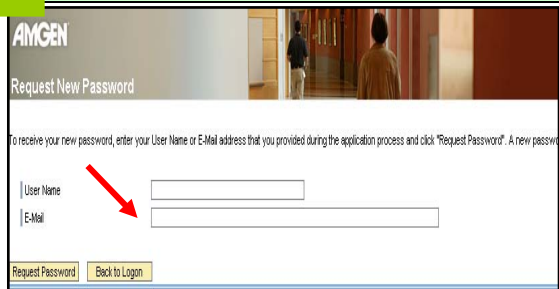 AMGEN
Request New Password
To receive your new password, enter your User Name or E-Mail address that you provided during the application process and click "Request Password". A new passwo
User Name
E-Mail
Request Password Back to Logon